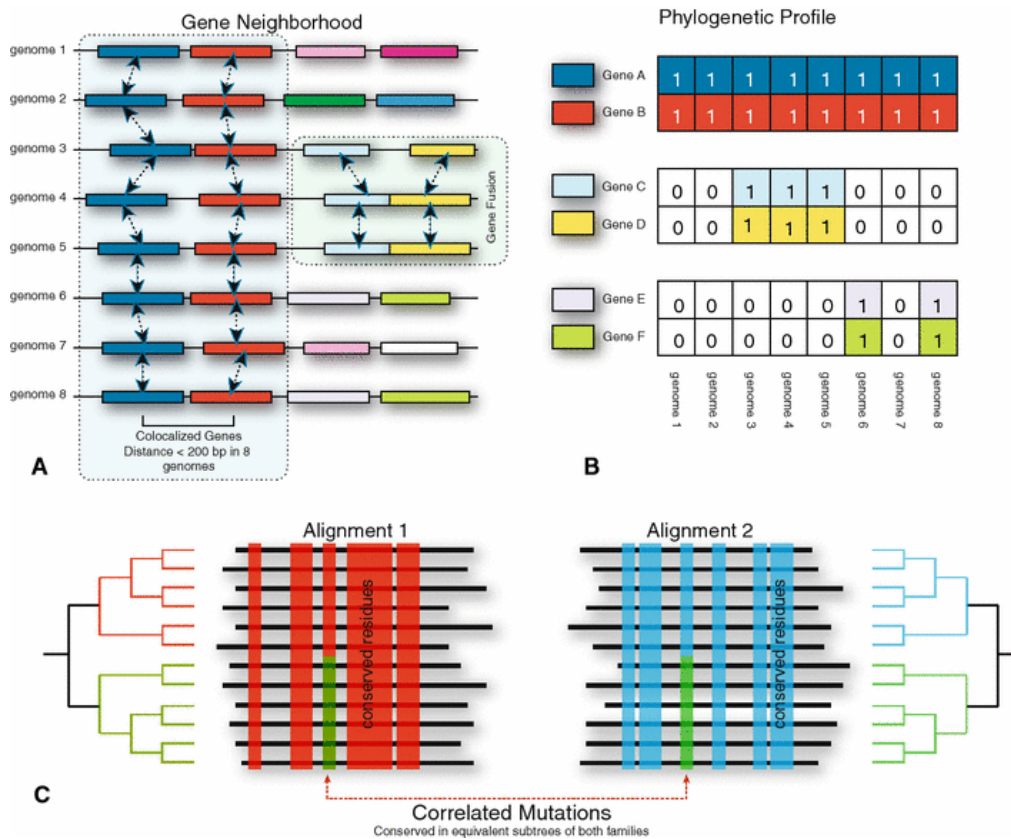 Gene Neighborhood
genome 1
genome 2
genome 3
genome 4
genome 5
genome 6
genome 7
genome 8
Gene Fusion
Colocalized Genes
Distance < 200 bp in 8
genomes
A
Phylogenetic Profile
Gene A 1 1 1 1 1 1 1 1
Gene B 1 1 1 1 1 1 1 1
Gene C 0 0 1 1 1 0 0 0
Gene D 0 0 1 1 1 0 0 0
Gene E 0 0 0 0 0 1 0 1
Gene F 0 0 0 0 0 1 0 1
genome 1
genome 2
genome 3
genome 4
genome 5
genome 6
genome 7
genome 8
B
Alignment 1
conserved residues
Alignment 2
conserved residues
C
Correlated Mutations
Conserved in equivalent subtrees of both families